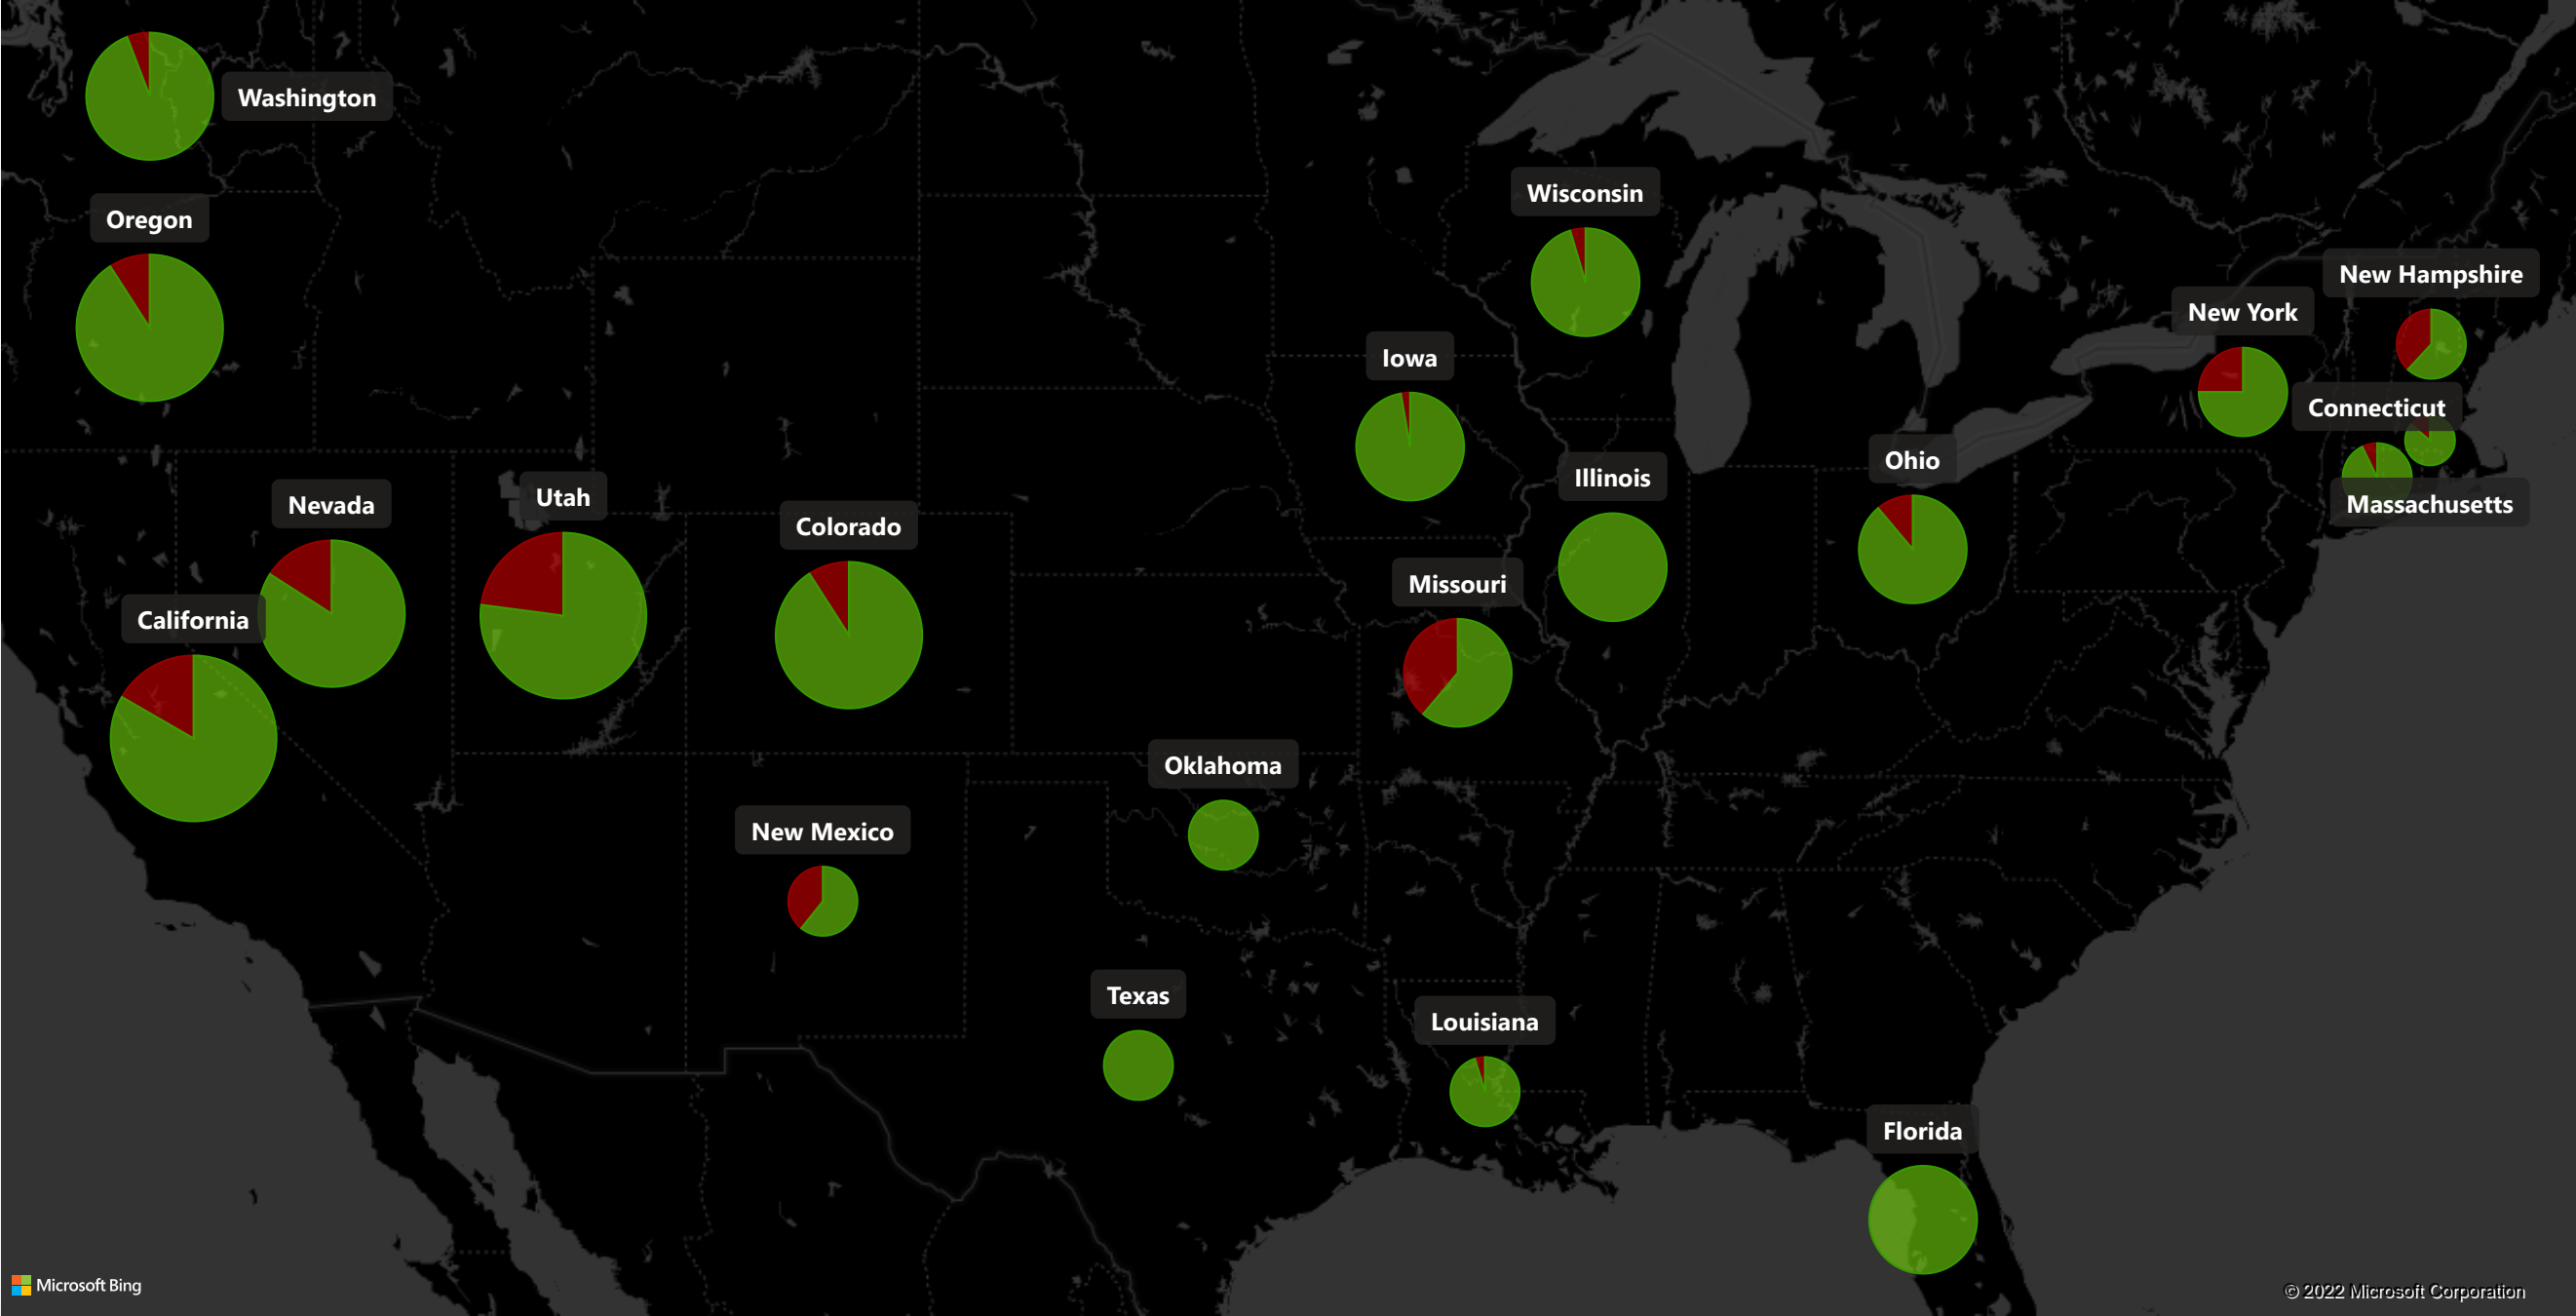 Washington
Oregon
Wisconsin
New Hampshire
New York
Iowa
Connecticut
Ohio
Illinois
Nevada
Utah
Massachusetts
Colorado
Missouri
California
Oklahoma
New Mexico
Texas
Louisiana
Florida
Microsoft Bing
© 2022 Microsoft Corporation